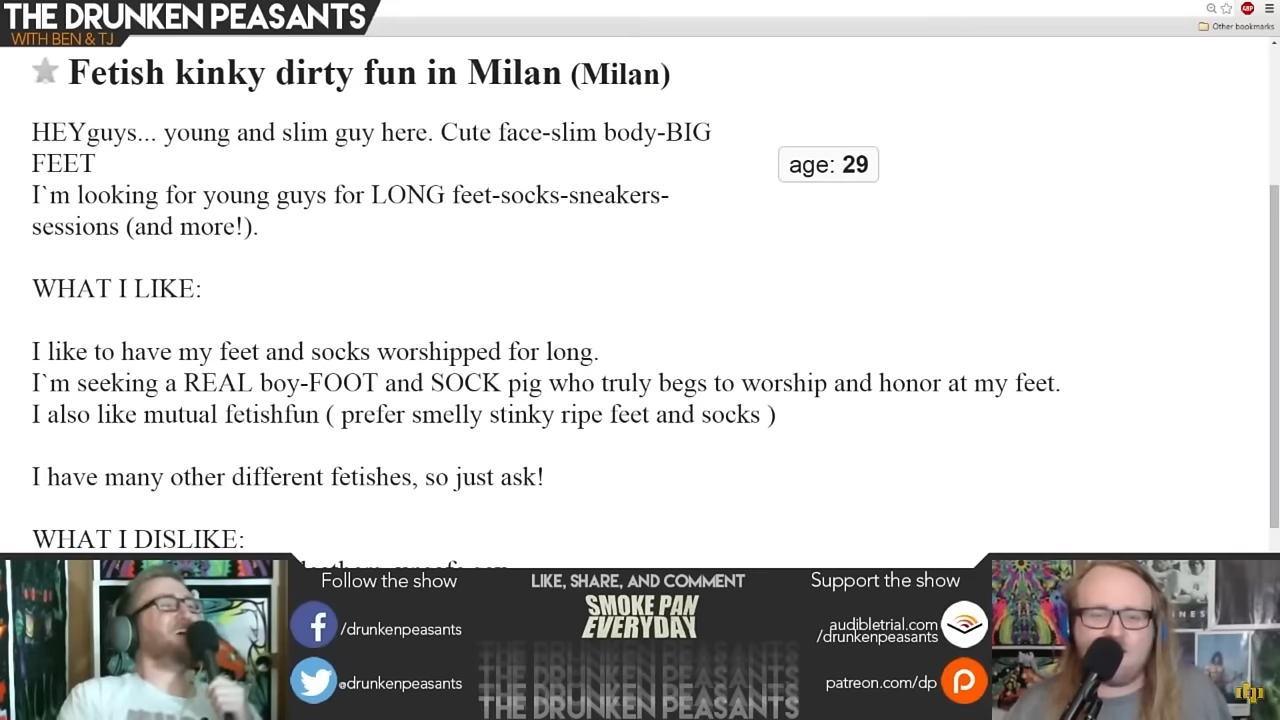 THE DRUNKEN PEASANTS
WITH BEN & TJ
Other bookmarks
Fetish kinky dirty fun in Milan (Milan)
HEYguys... young and slim guy here. Cute face-slim body-BIG
FEET
age: 29
I`m looking for young guys for LONG feet-socks-sneakers-
sessions (and more!).
WHAT I LIKE:
I like to have my feet and socks worshipped for long.
I`m seeking a REAL boy-FOOT and SOCK pig who truly begs to worship and honor at my feet.
I also like mutual fetishfun ( prefer smelly stinky ripe feet and socks )
I have many other different fetishes, so just ask!
WHAT I DISLIKE:
Follow the show
/drunkenpeasants
@drunkenpeasants
LIKE, SHARE, AND COMMENT
SMOKE PAN
EVERYDAY
THE DRUNKEN PEASANTS
THE DRUNKEN PEASANTS
THE DRUNKEN PEASANTS
Support the show
audibletrial.com
/drunkenpeasants
patreon.com/dp